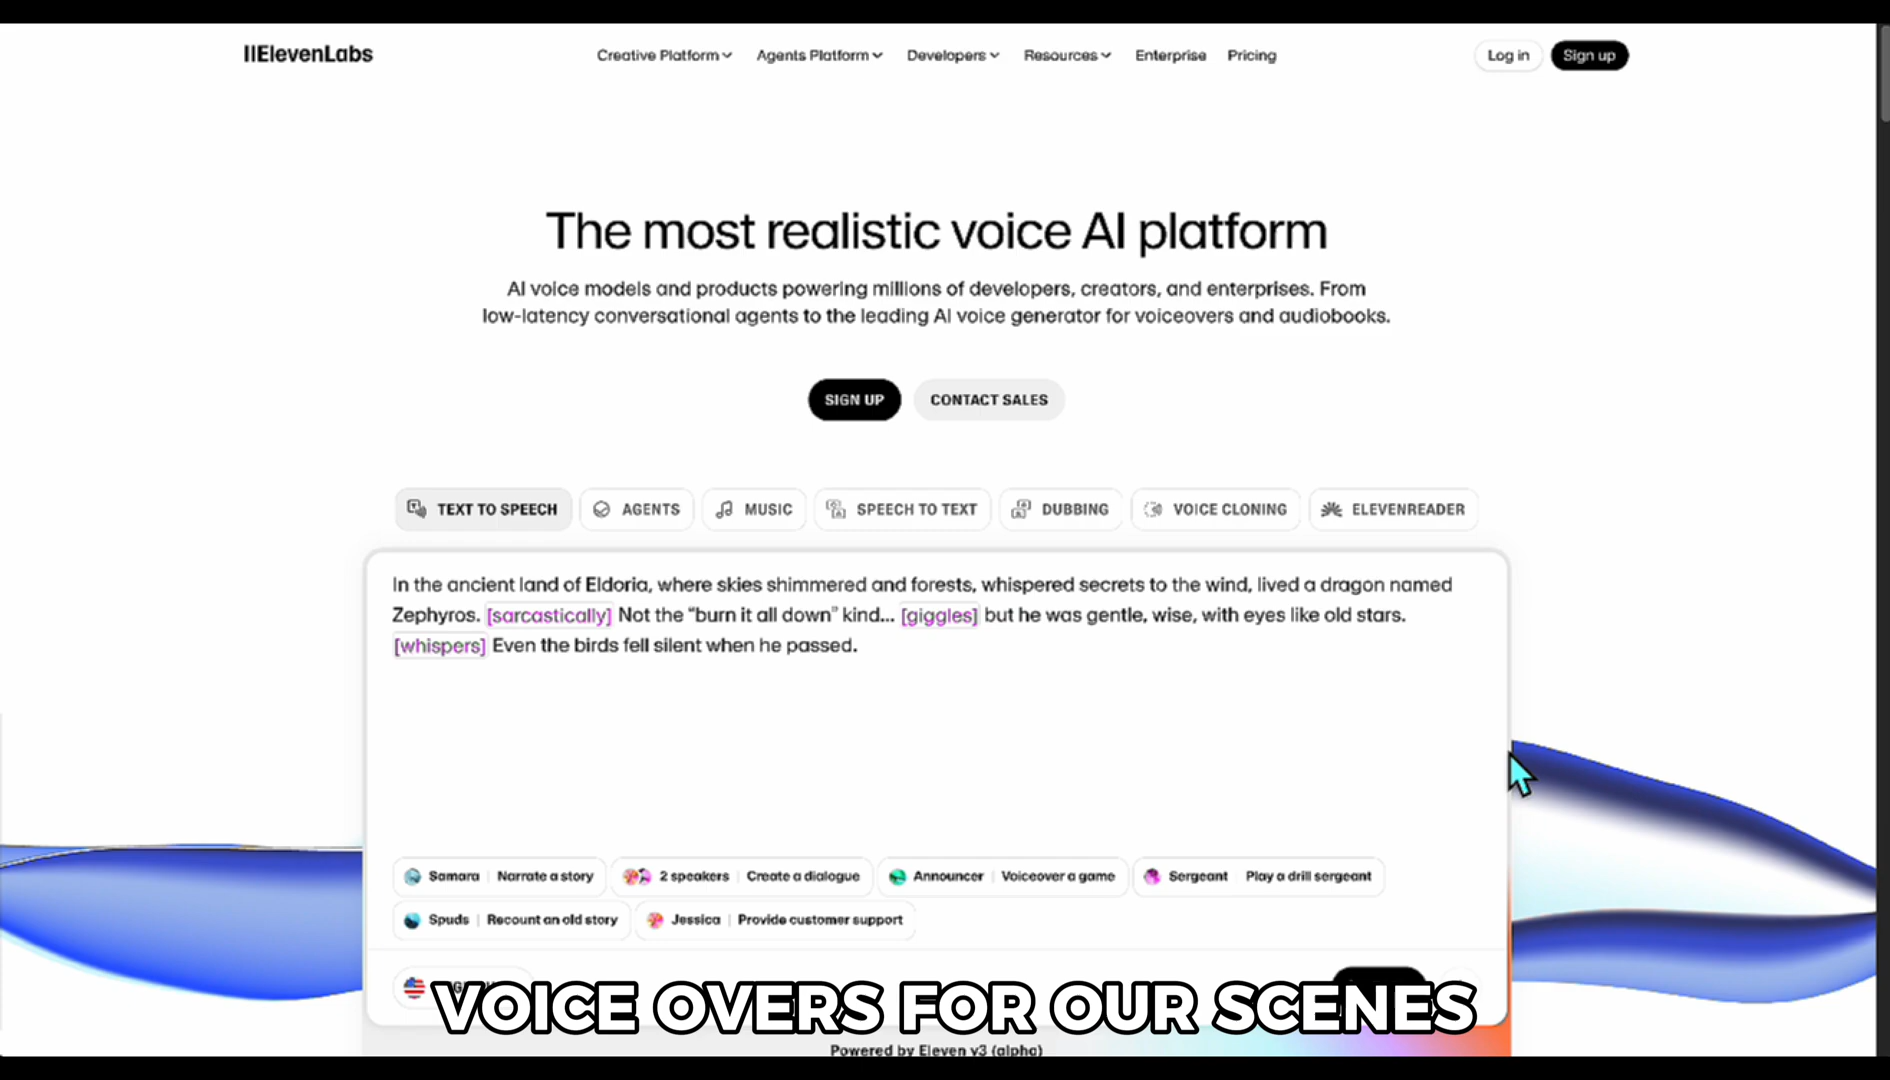 IIElevenLabs
Creative Platform Agents Platform Developers Resources Enterprise Pricing
Log in Sign up
The most realistic voice AI platform
AI voice models and products powering millions of developers, creators, and enterprises. From
low-latency conversational agents to the leading AI voice generator for voiceovers and audiobooks.
SIGN UP CONTACT SALES
TEXT TO SPEECH AGENTS MUSIC SPEECH TO TEXT DUBBING VOICE CLONING ELEVENREADER
In the ancient land of Eldoria, where skies shimmered and forests, whispered secrets to the wind, lived a dragon named
Zephyros. [sarcastically] Not the “burn it all down” kind... [giggles] but he was gentle, wise, with eyes like old stars.
[whispers] Even the birds fell silent when he passed.
Samara | Narrate a story 2 speakers | Create a dialogue Announcer | Voiceover a game Sergeant | Play a drill sergeant
Spuds | Recount an old story Jessica | Provide customer support
VOICE OVERS FOR OUR SCENES
Powered by Eleven v3 (alpha)